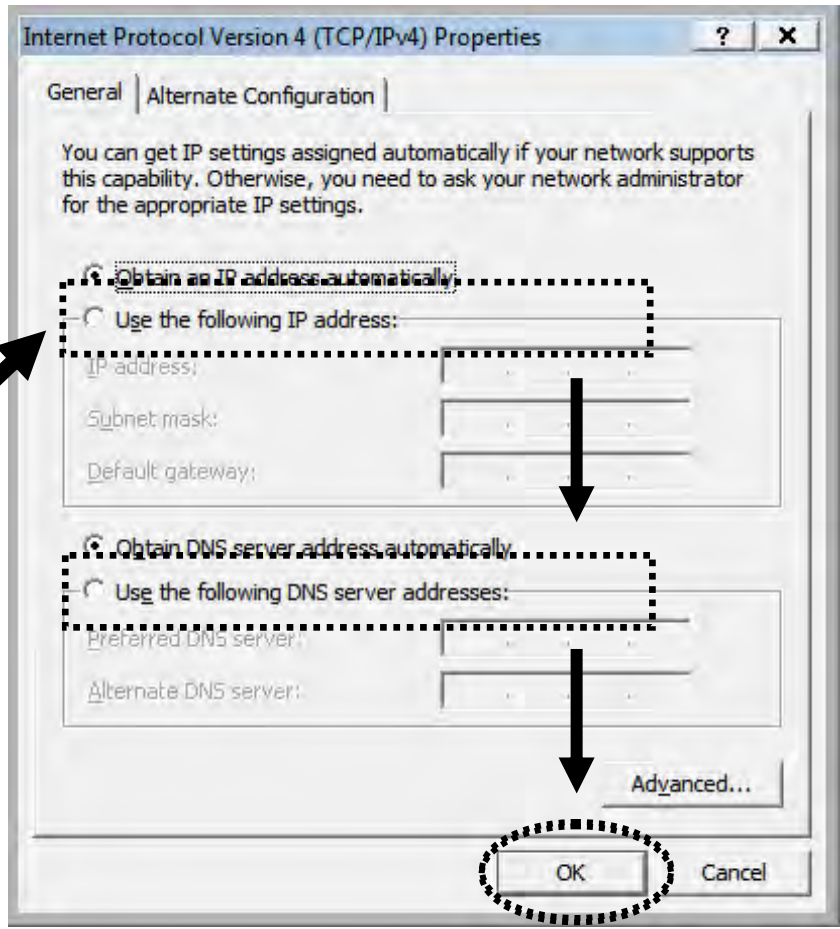 Internet Protocol Version 4 (TCP/IPv4) Properties
General
Alternate Configuration
You can get IP settings assigned automatically if your network supports
this capability. Otherwise, you need to ask your network administrator
for the appropriate IP settings.
Obtain an IP address automatically
Use the following IP address:
IP address:
Subnet mask:
Default gateway:
Obtain DNS server address automatically
Use the following DNS server addresses:
Preferred DNS server:
Alternate DNS server:
Advanced...
OK
Cancel